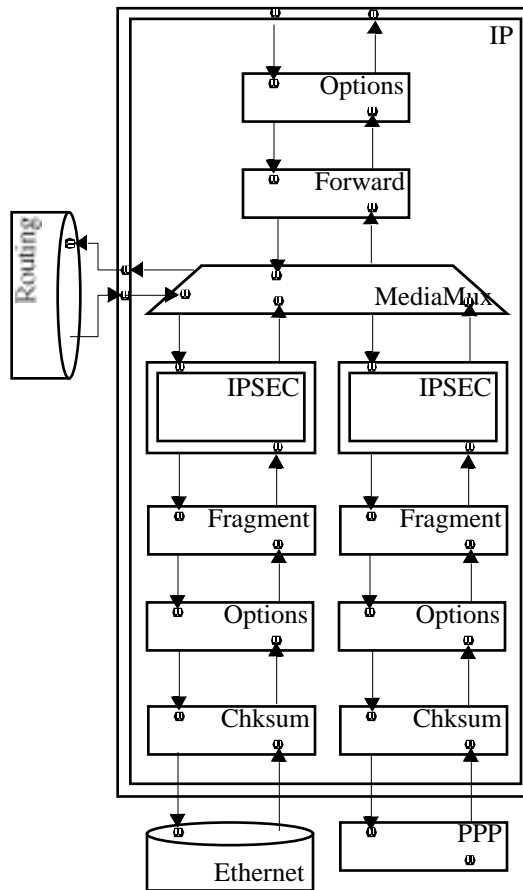 IP
Options
Forward
Routing
MediaMux
IPSEC IPSEC
Fragment Fragment
Options Options
Chksum Chksum
Ethernet PPP